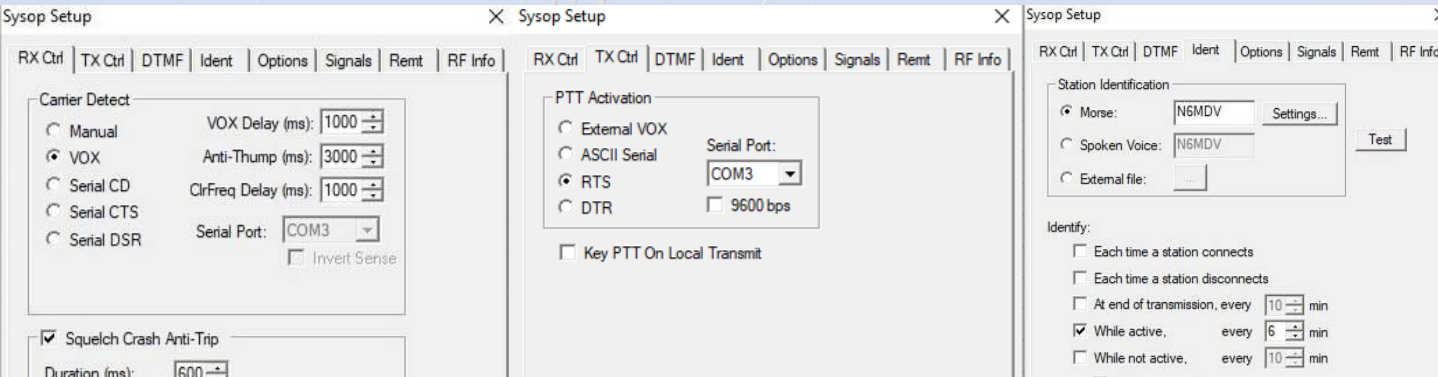 Sysop Setup
RX Ctrl TX Ctrl DTMF Ident Options Signals Remt RF Info
Carrier Detect
Manual
VOX
Serial CD
Serial CTS
Serial DSR
VOX Delay (ms): 1000
Anti-Thump (ms): 3000
ClrFreq Delay (ms): 1000
Serial Port: COM3
Invert Sense
Squelch Crash Anti-Trip
Duration (ms): 600
Sysop Setup
RX Ctrl TX Ctrl DTMF Ident Options Signals Remt RF Info
PTT Activation
External VOX
ASCII Serial
RTS
DTR
Serial Port:
COM3
9600 bps
Key PTT On Local Transmit
Sysop Setup
RX Ctrl TX Ctrl DTMF Ident Options Signals Remt RF Info
Station Identification
Morse: N6MDV Settings...
Spoken Voice: N6MDV
External file: ...
Test
Identify:
Each time a station connects
Each time a station disconnects
At end of transmission, every 10 min
While active, every 6 min
While not active, every 10 min